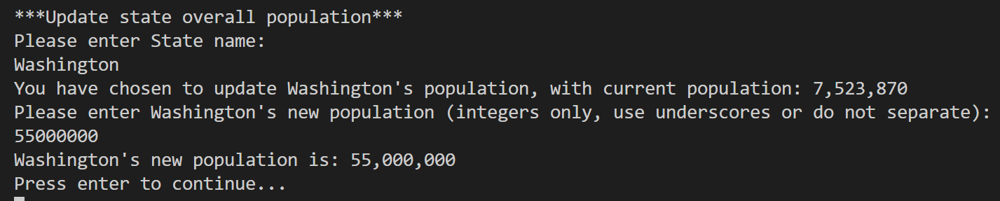 ***Update state overall population***
Please enter State name:
Washington
You have chosen to update Washington's population, with current population: 7,523,870
Please enter Washington's new population (integers only, use underscores or do not separate):
55000000
Washington's new population is: 55,000,000
Press enter to continue...